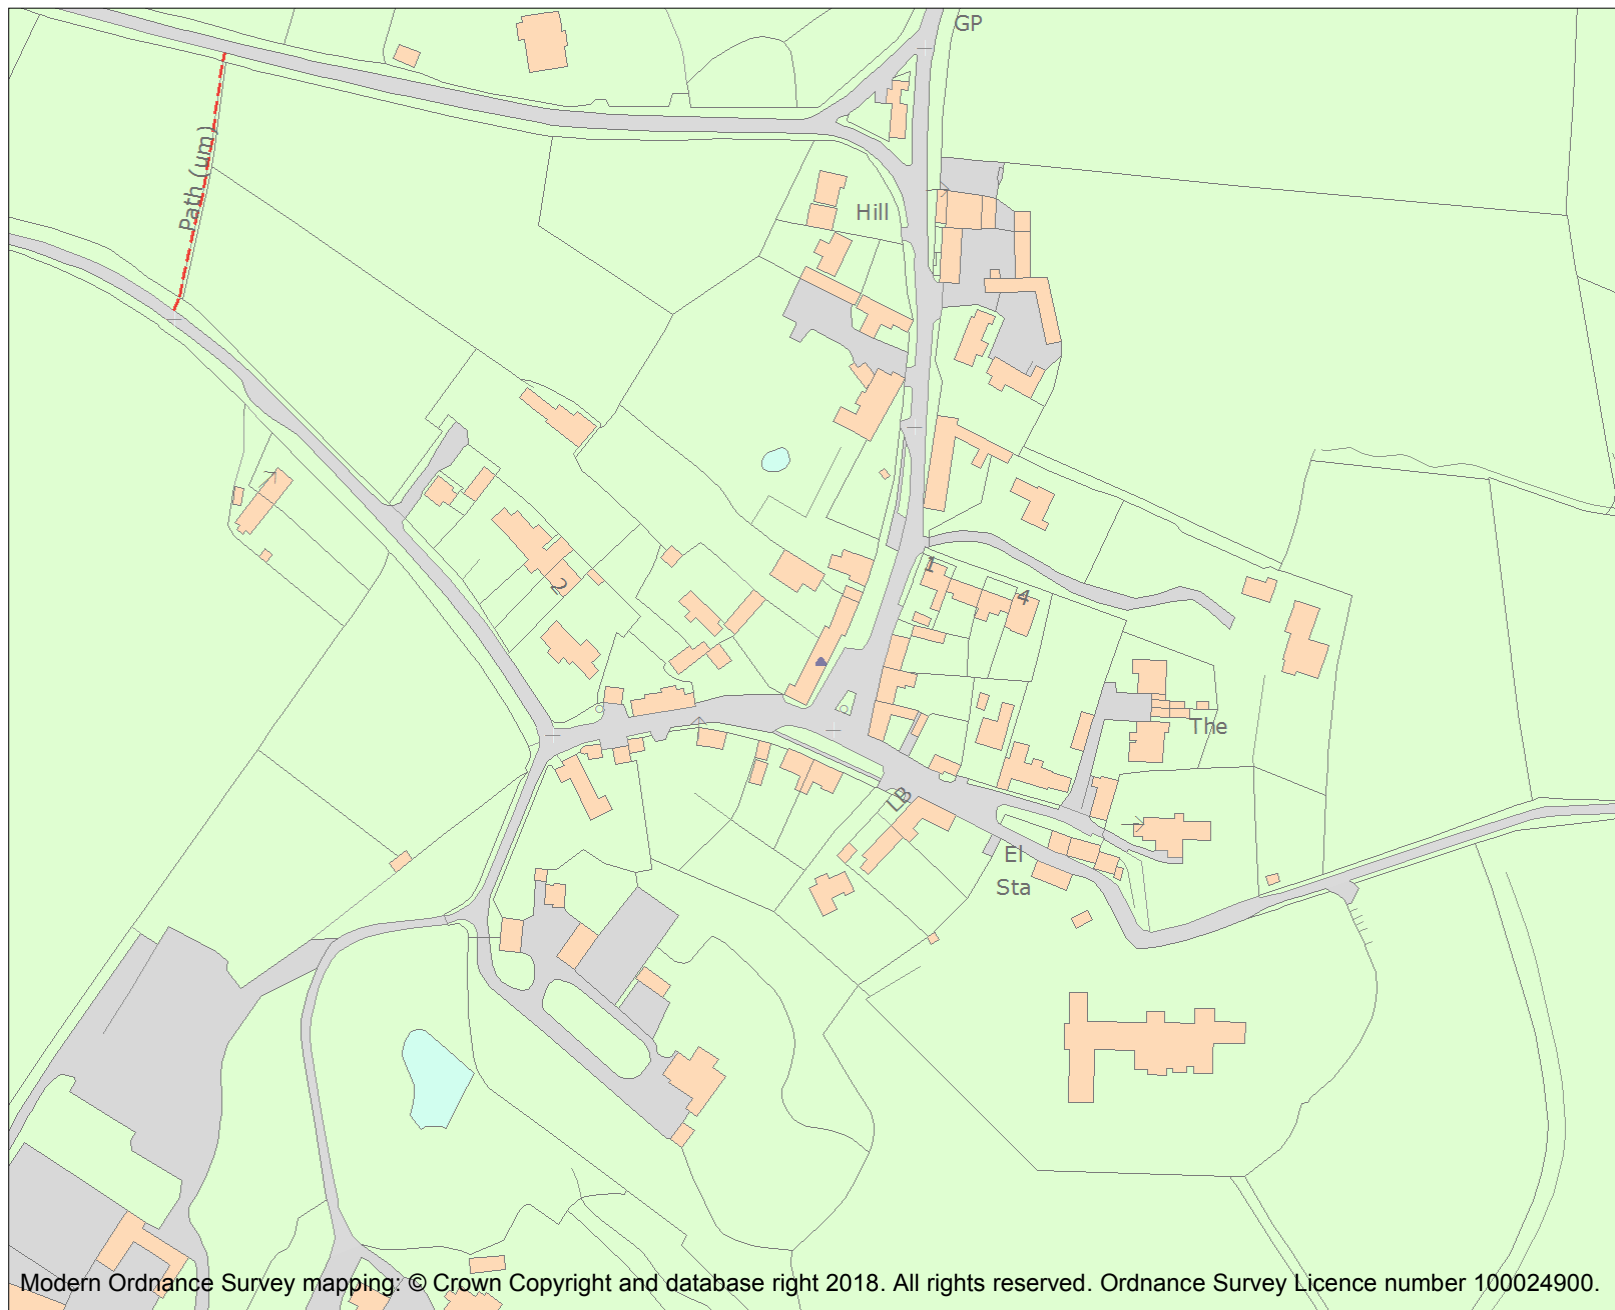 GP
Path (um)
Hill
1
4
2
The
LB
El
Sta
Modern Ordnance Survey mapping: © Crown Copyright and database right 2018. All rights reserved. Ordnance Survey Licence number 100024900.